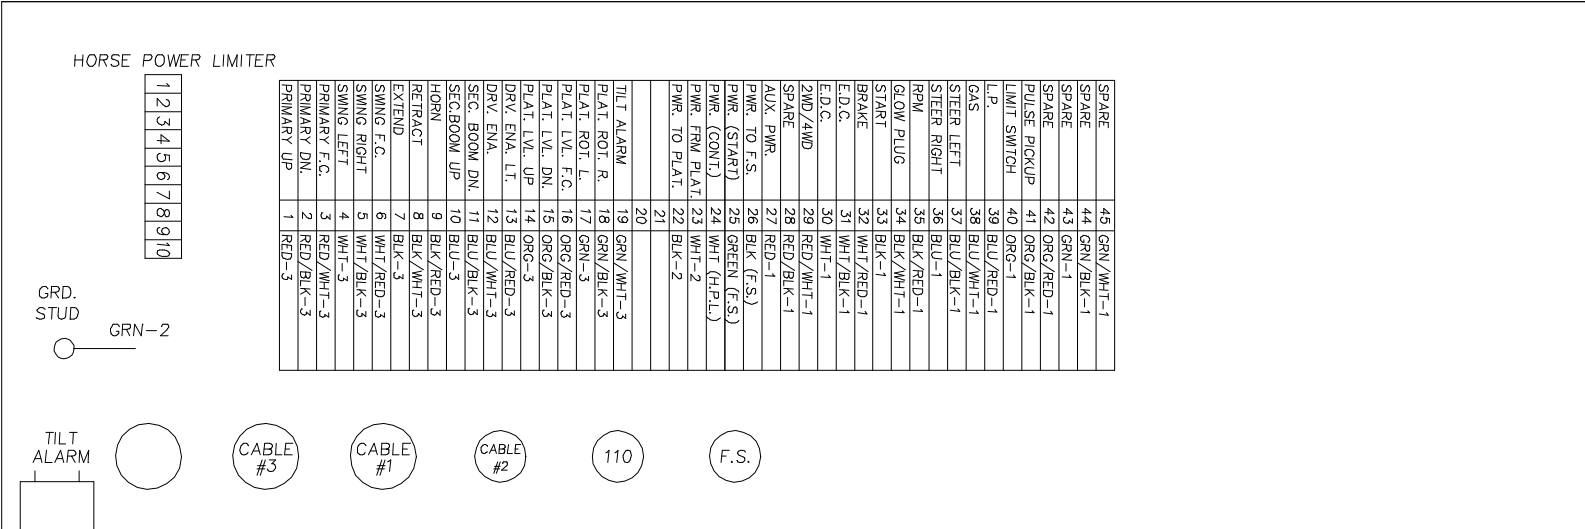 HORSE POWER LIMITER
1
2
3
4
5
6
7
8
9
10
GRD.
STUD
GRN-2
PRIMARY UP 1 RED-3
PRIMARY DN. 2 RED/BLK-3
PRIMARY F.C. 3 RED/WHT-3
SWING LEFT 4 WHT-3
SWING RIGHT 5 WHT/BLK-3
SWING F.C. 6 WHT/RED-3
EXTEND 7 BLK-3
RETRACT 8 BLK/WHT-3
HORN 9 BLK/RED-3
SEC.BOOM UP 10 BLU-3
SEC. BOOM DN. 11 BLU/BLK-3
DRV. ENA. 12 BLU/WHT-3
DRV. ENA. LT. 13 BLU/RED-3
PLAT. LVL. UP 14 ORG-3
PLAT. LVL. DN. 15 ORG/BLK-3
PLAT. LVL. F.C. 16 ORG/RED-3
PLAT. ROT. L. 17 GRN-3
PLAT. ROT. R. 18 GRN/BLK-3
TILT ALARM 19 GRN/WHT-3
20
21
PWR. TO PLAT. 22 BLK-2
PWR. FRM PLAT. 23 WHT-2
PWR. (CONT.) 24 WHT (H.P.L.)
PWR. (START) 25 GREEN (F.S.)
PWR. TO F.S. 26 BLK (F.S.)
AUX. PWR. 27 RED-1
SPARE 28 RED/BLK-1
2WD/4WD 29 RED/WHT-1
E.D.C. 30 WHT-1
E.D.C. 31 WHT/BLK-1
BRAKE 32 WHT/RED-1
START 33 BLK-1
GLOW PLUG 34 BLK/WHT-1
RPM 35 BLK/RED-1
STEER RIGHT 36 BLU-1
STEER LEFT 37 BLU/BLK-1
GAS 38 BLU/WHT-1
L.P. 39 BLU/RED-1
LIMIT SWITCH 40 ORG-1
PULSE PICKUP 41 ORG/BLK-1
SPARE 42 ORG/RED-1
SPARE 43 GRN-1
SPARE 44 GRN/BLK-1
SPARE 45 GRN/WHT-1
TILT
ALARM
CABLE
#3
CABLE
#1
CABLE
#2
110
F.S.